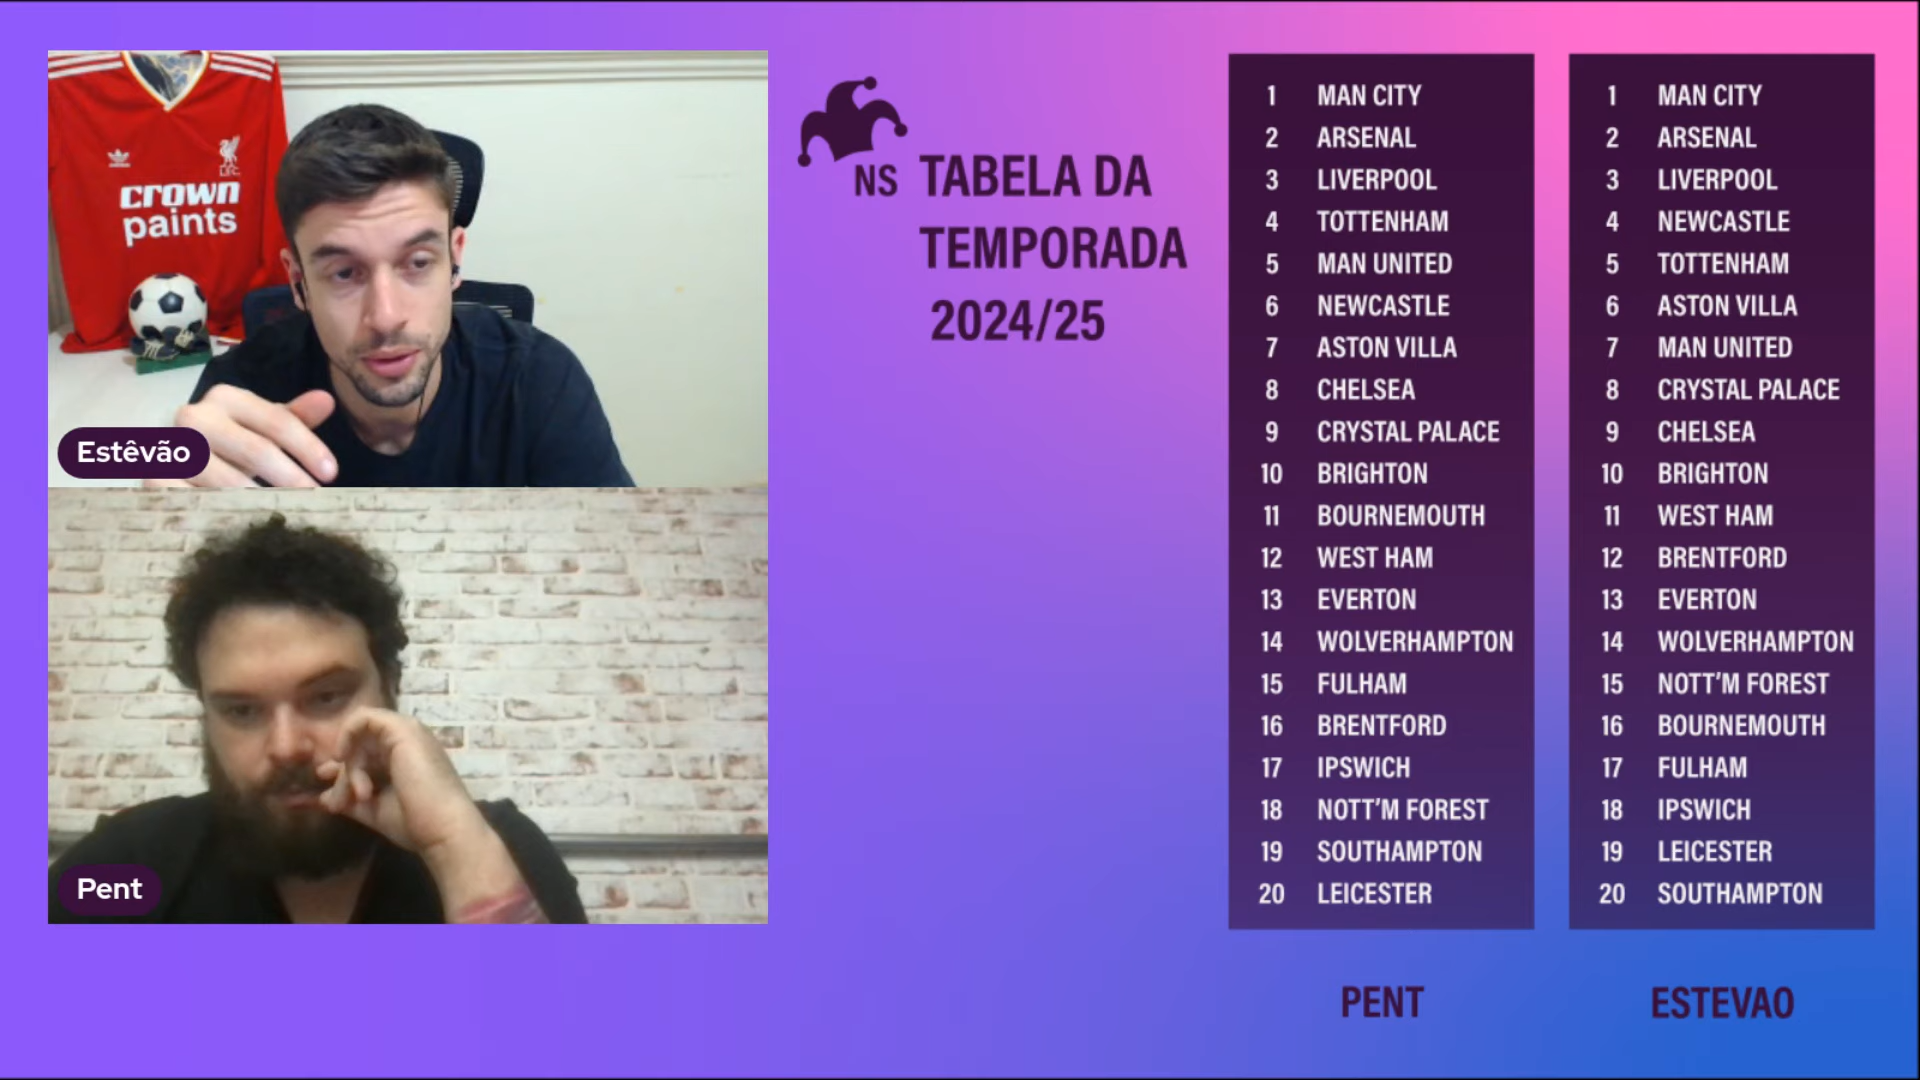 crown
paints
L.F.C.
Estêvão
Pent
NS
TABELA DA
TEMPORADA
2024/25
1 MAN CITY
2 ARSENAL
3 LIVERPOOL
4 TOTTENHAM
5 MAN UNITED
6 NEWCASTLE
7 ASTON VILLA
8 CHELSEA
9 CRYSTAL PALACE
10 BRIGHTON
11 BOURNEMOUTH
12 WEST HAM
13 EVERTON
14 WOLVERHAMPTON
15 FULHAM
16 BRENTFORD
17 IPSWICH
18 NOTT'M FOREST
19 SOUTHAMPTON
20 LEICESTER
PENT
1 MAN CITY
2 ARSENAL
3 LIVERPOOL
4 NEWCASTLE
5 TOTTENHAM
6 ASTON VILLA
7 MAN UNITED
8 CRYSTAL PALACE
9 CHELSEA
10 BRIGHTON
11 WEST HAM
12 BRENTFORD
13 EVERTON
14 WOLVERHAMPTON
15 NOTT'M FOREST
16 BOURNEMOUTH
17 FULHAM
18 IPSWICH
19 LEICESTER
20 SOUTHAMPTON
ESTEVAO